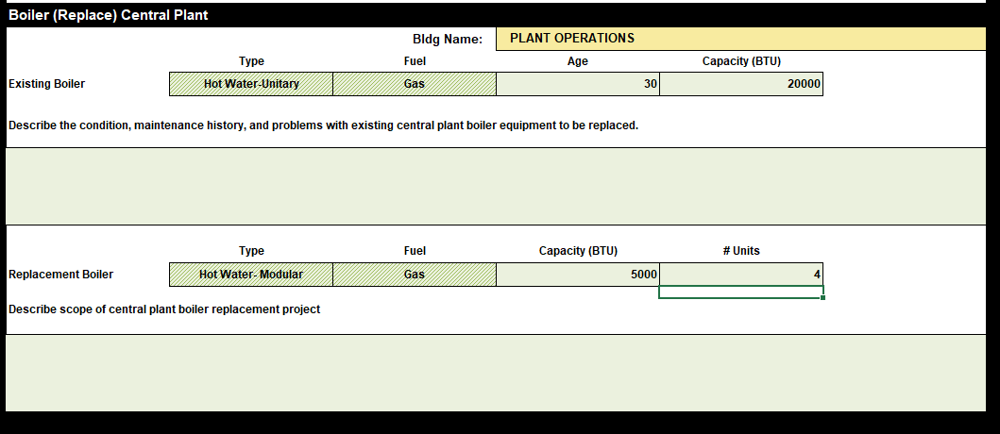 Boiler (Replace) Central Plant
Bldg Name: PLANT OPERATIONS
Type Fuel Age Capacity (BTU)
Existing Boiler Hot Water-Unitary Gas 30 20000
Describe the condition, maintenance history, and problems with existing central plant boiler equipment to be replaced.
Type Fuel Capacity (BTU) # Units
Replacement Boiler Hot Water- Modular Gas 5000 4
Describe scope of central plant boiler replacement project